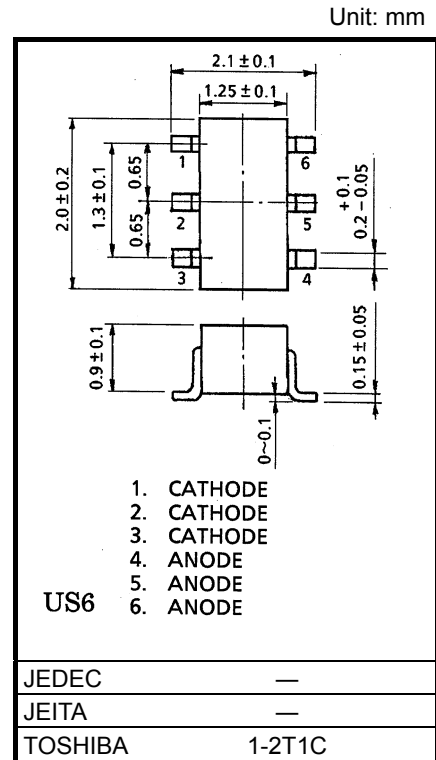 Unit: mm
2.1±0.1
1.25±0.1
2.0±0.2
1.3±0.1
0.65
0.65
1
2
3
6
5
4
+0.1
0.2-0.05
0.9±0.1
0.15±0.05
0~0.1
1. CATHODE
2. CATHODE
3. CATHODE
4. ANODE
5. ANODE
US6 6. ANODE
JEDEC —
JEITA —
TOSHIBA 1-2T1C